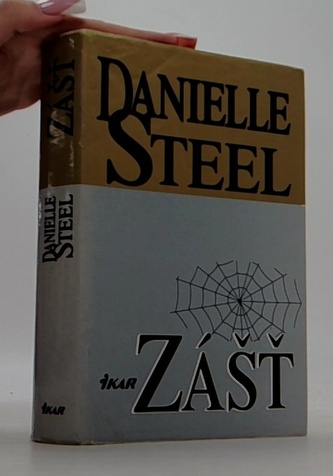 DANIELLE
STEEL
ZÁŠŤ
IKAR
ZÁŠŤ
DANIELLE
STEEL
IKAR